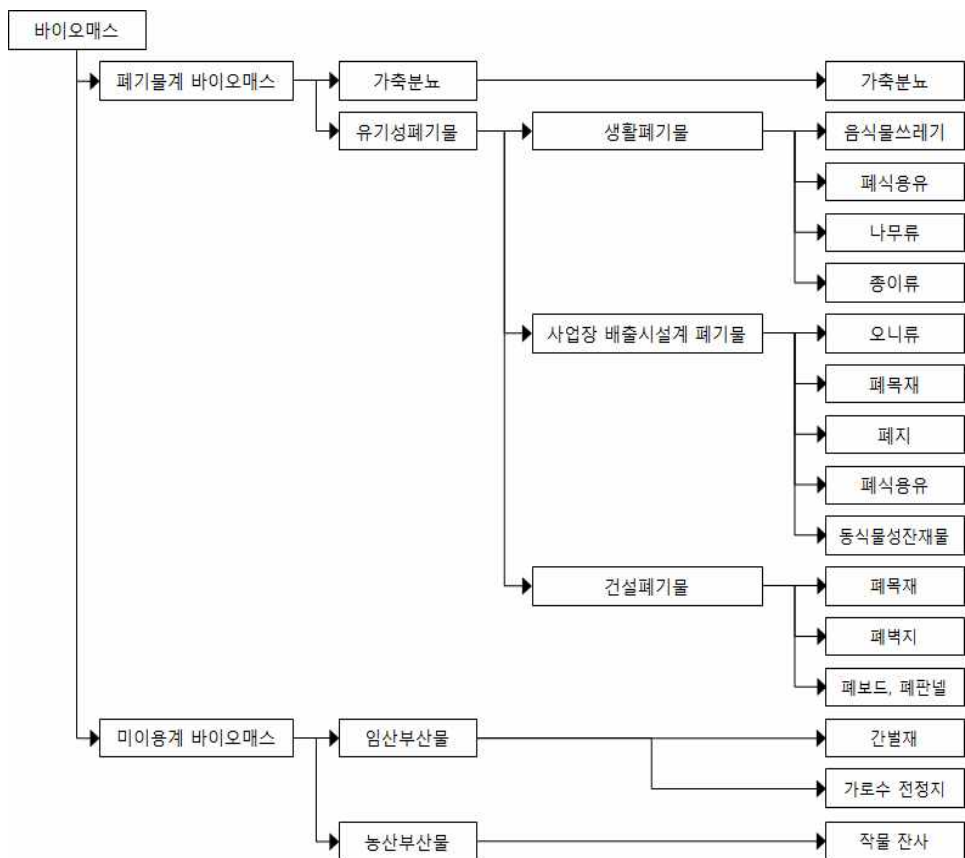 바이오매스
폐기물계 바이오매스
가축분뇨
가축분뇨
유기성폐기물
생활폐기물
음식물쓰레기
폐식용유
나무류
종이류
사업장 배출시설계 폐기물
오니류
폐목재
폐지
폐식용유
동식물성잔재물
건설폐기물
폐목재
폐벽지
폐보드, 폐판넬
미이용계 바이오매스
임산부산물
간벌재
가로수 전정지
농산부산물
작물 잔사